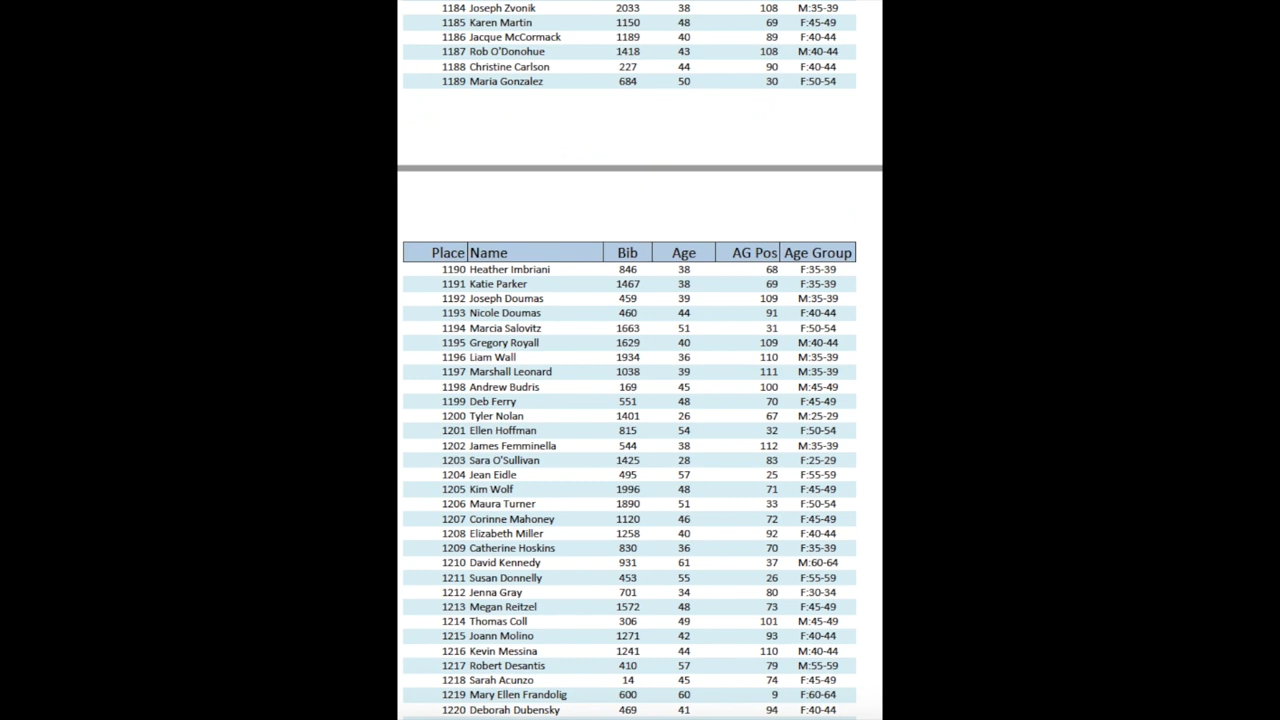 1184 Joseph Zvonik 2033 38 108 M:35-39
1185 Karen Martin 1150 48 69 F:45-49
1186 Jacque McCormack 1189 40 89 F:40-44
1187 Rob O'Donohue 1418 43 108 M:40-44
1188 Christine Carlson 227 44 90 F:40-44
1189 Maria Gonzalez 684 50 30 F:50-54
Place Name Bib Age AG Pos Age Group
1190 Heather Imbriani 846 38 68 F:35-39
1191 Katie Parker 1467 38 69 F:35-39
1192 Joseph Doumas 459 39 109 M:35-39
1193 Nicole Doumas 460 44 91 F:40-44
1194 Marcia Salovitz 1663 51 31 F:50-54
1195 Gregory Royall 1629 40 109 M:40-44
1196 Liam Wall 1934 36 110 M:35-39
1197 Marshall Leonard 1038 39 111 M:35-39
1198 Andrew Budris 169 45 100 M:45-49
1199 Deb Ferry 551 48 70 F:45-49
1200 Tyler Nolan 1401 26 67 M:25-29
1201 Ellen Hoffman 815 54 32 F:50-54
1202 James Femminella 544 38 112 M:35-39
1203 Sara O'Sullivan 1425 28 83 F:25-29
1204 Jean Eidle 495 57 25 F:55-59
1205 Kim Wolf 1996 48 71 F:45-49
1206 Maura Turner 1890 51 33 F:50-54
1207 Corinne Mahoney 1120 46 72 F:45-49
1208 Elizabeth Miller 1258 40 92 F:40-44
1209 Catherine Hoskins 830 36 70 F:35-39
1210 David Kennedy 931 61 37 M:60-64
1211 Susan Donnelly 453 55 26 F:55-59
1212 Jenna Gray 701 34 80 F:30-34
1213 Megan Reitzel 1572 48 73 F:45-49
1214 Thomas Coll 306 49 101 M:45-49
1215 Joann Molino 1271 42 93 F:40-44
1216 Kevin Messina 1241 44 110 M:40-44
1217 Robert Desantis 410 57 79 M:55-59
1218 Sarah Acunzo 14 45 74 F:45-49
1219 Mary Ellen Frandolig 600 60 9 F:60-64
1220 Deborah Dubensky 469 41 94 F:40-44